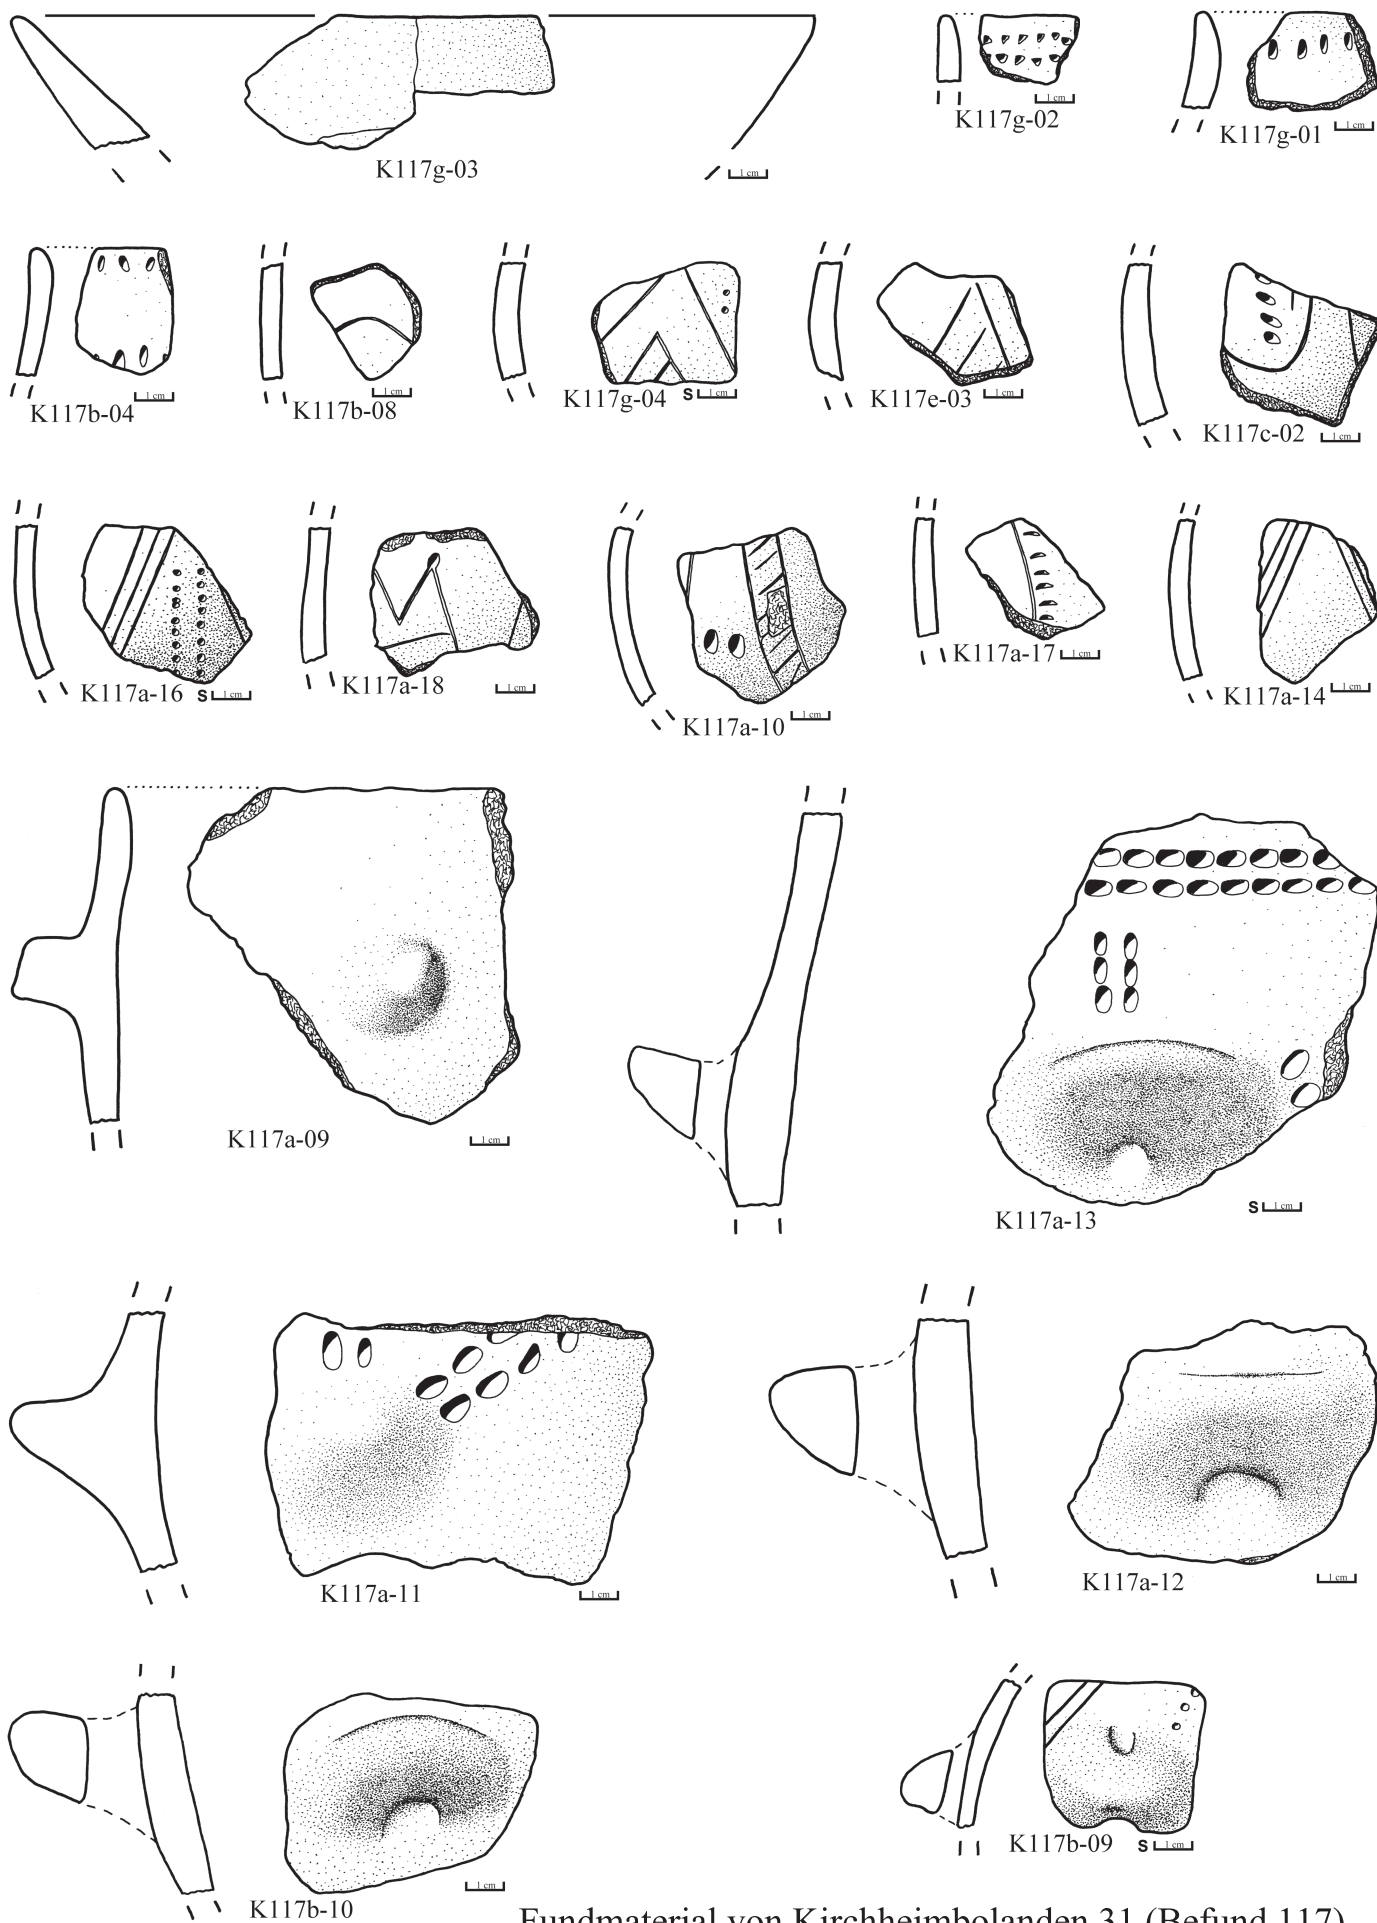 K117g-03
1 cm
K117g-02
1 cm
K117g-01
1 cm
K117b-04
1 cm
K117b-08
1 cm
K117g-04
S 1 cm
K117e-03
1 cm
K117c-02
1 cm
K117a-16
S 1 cm
K117a-18
1 cm
K117a-10
1 cm
K117a-17
1 cm
K117a-14
1 cm
K117a-09
1 cm
K117a-13
S 1 cm
K117a-11
1 cm
K117a-12
1 cm
K117b-10
1 cm
K117b-09
S 1 cm
Fundmaterial von Kirchheimbolanden 31 (Befund 117)